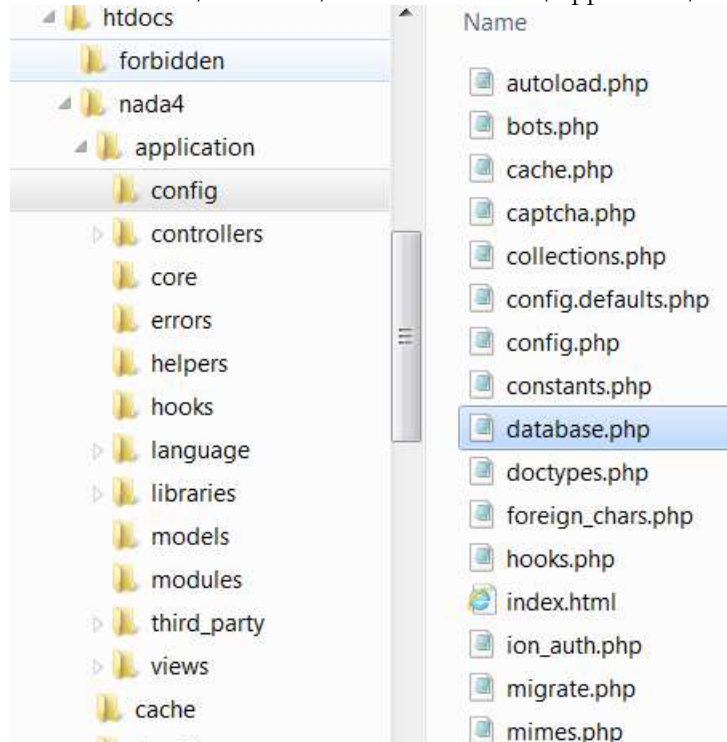 htdocs
forbidden
nada4
application
config
controllers
core
errors
helpers
hooks
language
libraries
models
modules
third_party
views
cache
Name
autoload.php
bots.php
cache.php
captcha.php
collections.php
config.defaults.php
config.php
constants.php
database.php
doctypes.php
foreign_chars.php
hooks.php
index.html
ion_auth.php
migrate.php
mimes.php